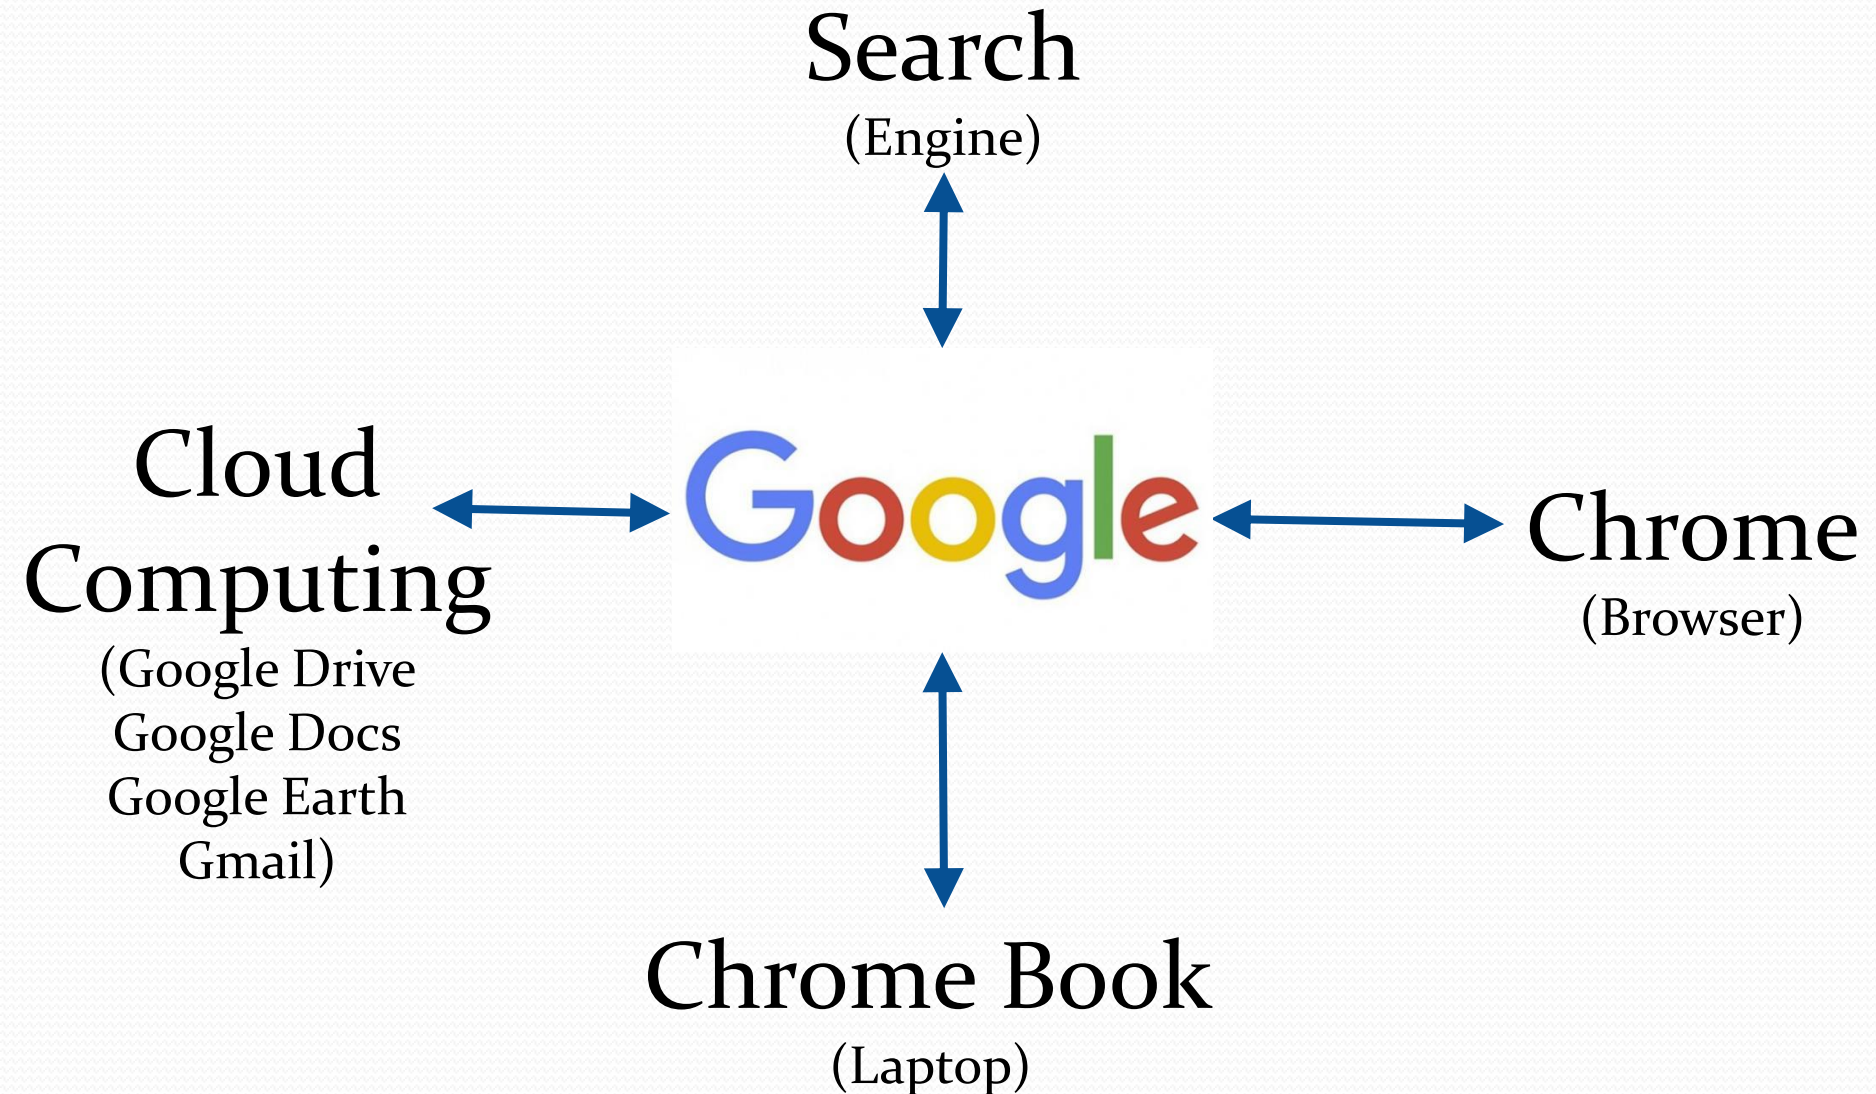 Search
(Engine)
Cloud
Computing
(Google Drive
Google Docs
Google Earth
Gmail)
Google
Chrome
(Browser)
Chrome Book
(Laptop)